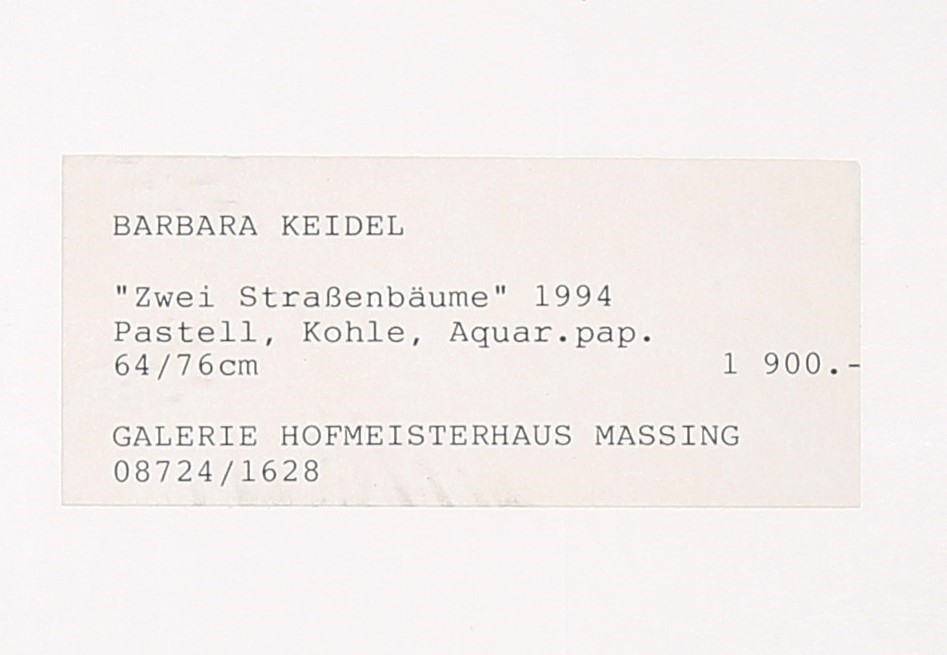 BARBARA KEIDEL
"Zwei Straßenbäume" 1994
Pastell, Kohle, Aquar.pap.
64/76cm 1 900.-
GALERIE HOFMEISTERHAUS MASSING
08724/1628